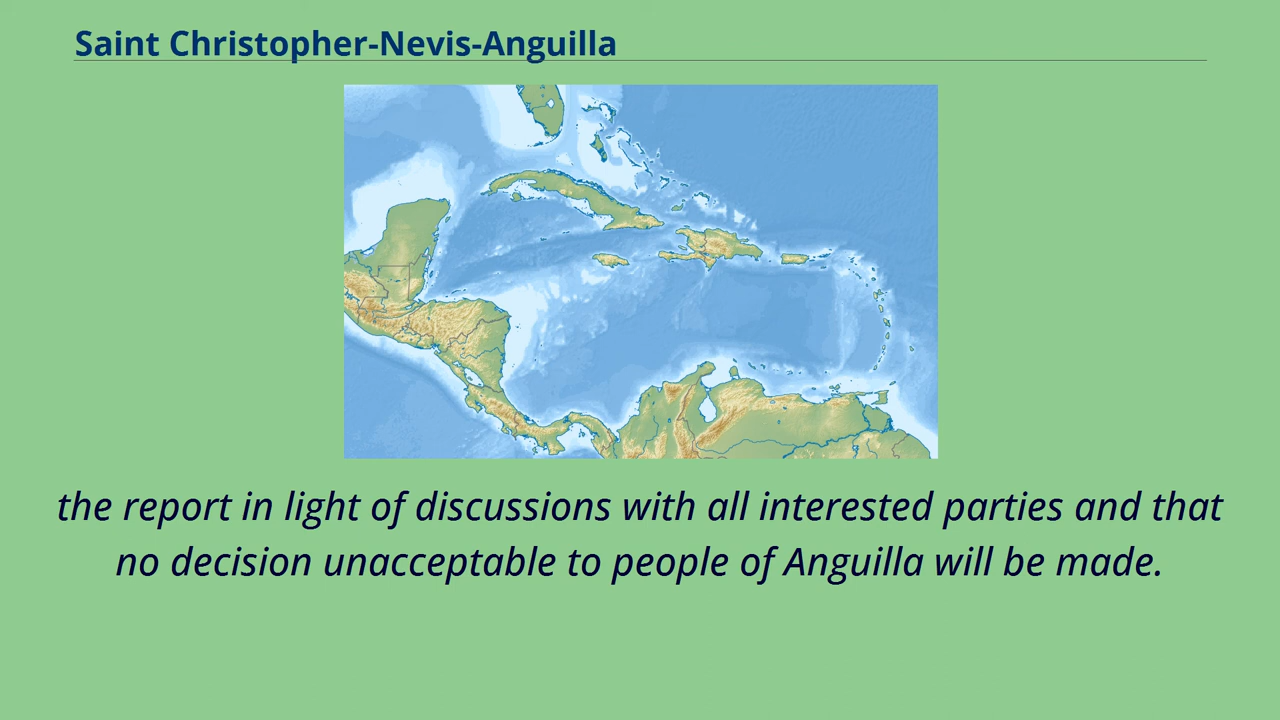 Saint Christopher-Nevis-Anguilla
the report in light of discussions with all interested parties and that
no decision unacceptable to people of Anguilla will be made.